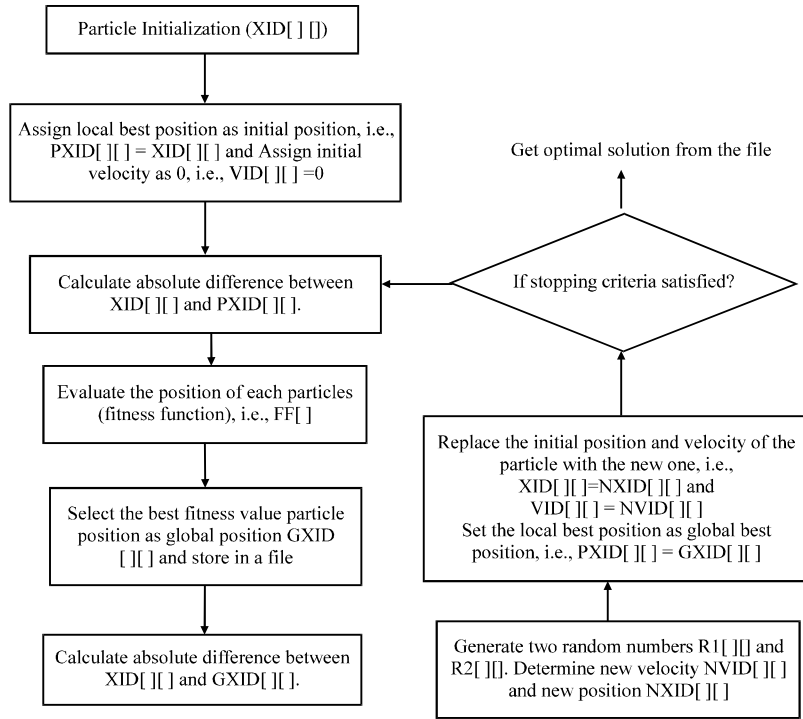 Particle Initialization (XID[ ] [])
Assign local best position as initial position, i.e.,
PXID[ ][ ] = XID[ ][ ] and Assign initial
velocity as 0, i.e., VID[ ][ ] =0
Calculate absolute difference between
XID[ ][ ] and PXID[ ][ ].
Evaluate the position of each particles
(fitness function), i.e., FF[ ]
Select the best fitness value particle
position as global position GXID
[ ][ ] and store in a file
Calculate absolute difference between
XID[ ][ ] and GXID[ ][ ].
Generate two random numbers R1[ ][] and
R2[ ][]. Determine new velocity NVID[ ][ ]
and new position NXID[ ][ ]
Replace the initial position and velocity of the
particle with the new one, i.e.,
XID[ ][ ]=NXID[ ][ ] and
VID[ ][ ] = NVID[ ][ ]
Set the local best position as global best
position, i.e., PXID[ ][ ] = GXID[ ][ ]
If stopping criteria satisfied?
Get optimal solution from the file